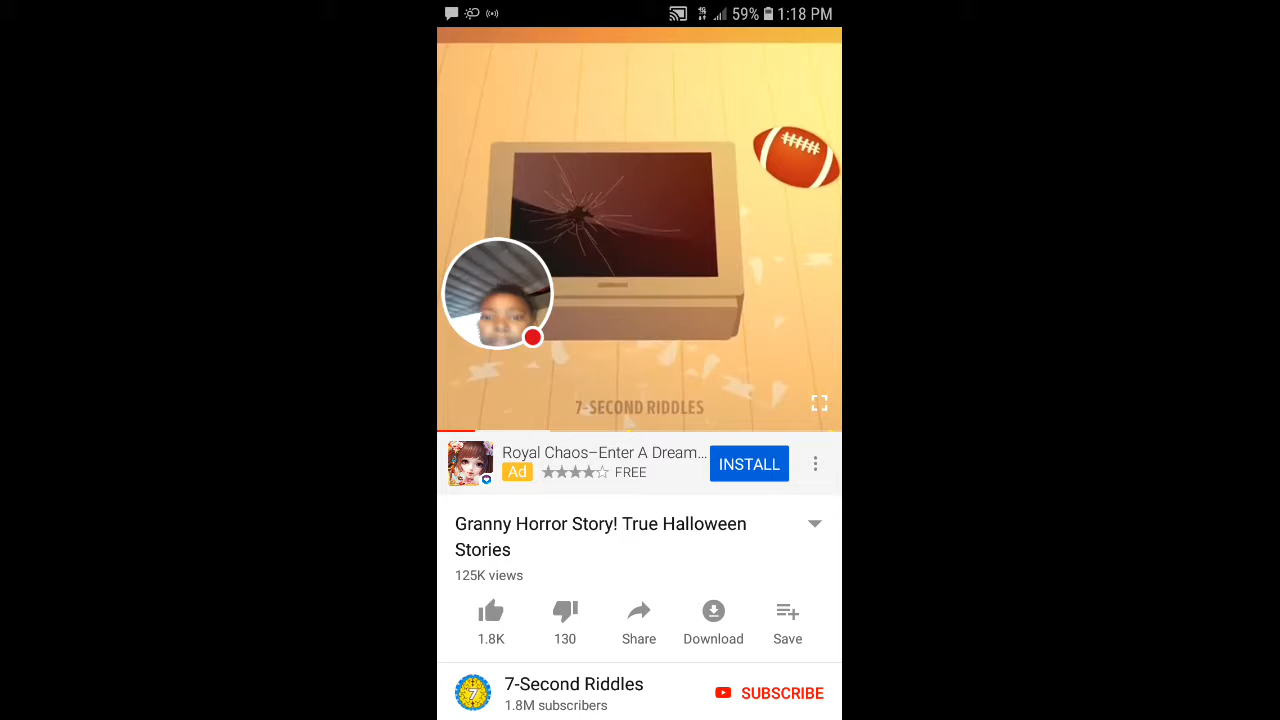 59% 1:18 PM
7-SECOND RIDDLES
Royal Chaos–Enter A Dream...
Ad FREE
INSTALL
Granny Horror Story! True Halloween
Stories
125K views
1.8K 130 Share Download Save
7
7-Second Riddles
1.8M subscribers
SUBSCRIBE